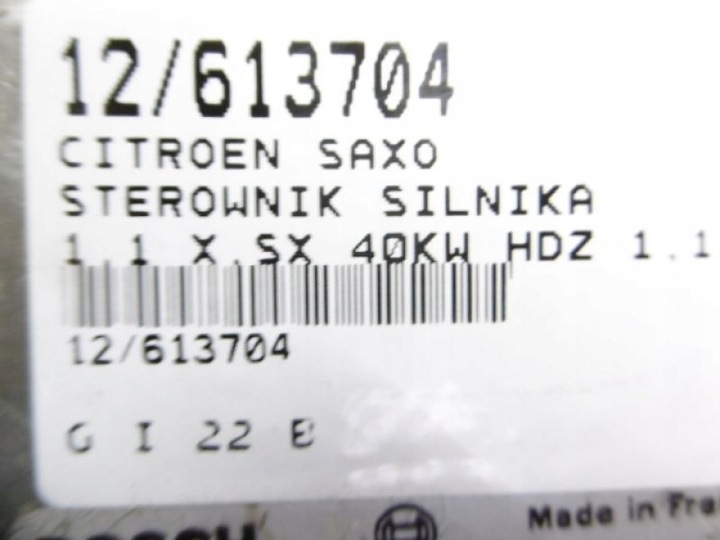 12/613704
CITROEN SAXO
STEROWNIK SILNIKA
1.1 X,SX 40KW HDZ 1.1
12/613704
G I 22 B
BOSCH
Made in Fra